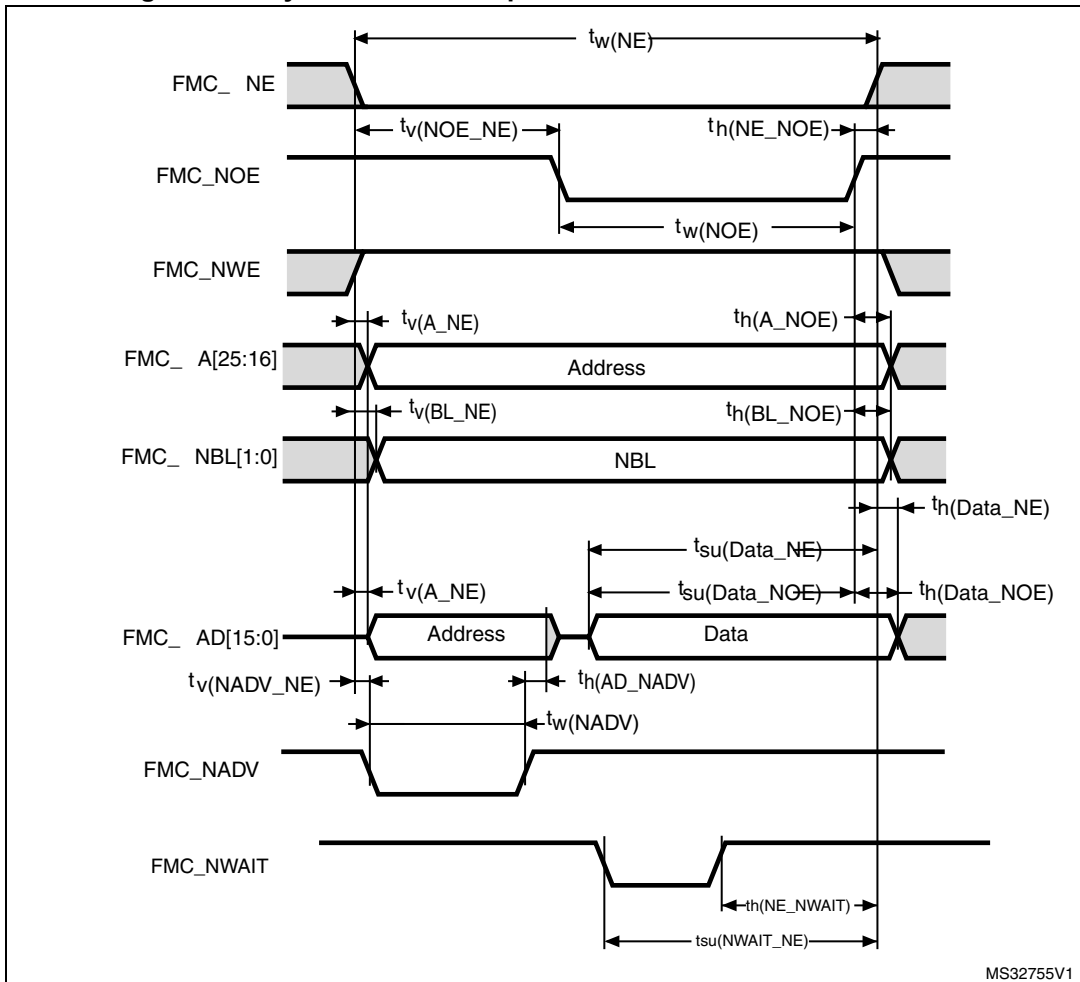 tw(NE)
FMC_ NE
tv(NOE_NE)
th(NE_NOE)
FMC_NOE
tw(NOE)
FMC_NWE
tv(A_NE)
th(A_NOE)
FMC_ A[25:16]
Address
tv(BL_NE)
th(BL_NOE)
FMC_ NBL[1:0]
NBL
th(Data_NE)
tsu(Data_NE)
tv(A_NE)
tsu(Data_NOE)
th(Data_NOE)
FMC_ AD[15:0]
Address
Data
tv(NADV_NE)
th(AD_NADV)
tw(NADV)
FMC_NADV
FMC_NWAIT
th(NE_NWAIT)
tsu(NWAIT_NE)
MS32755V1